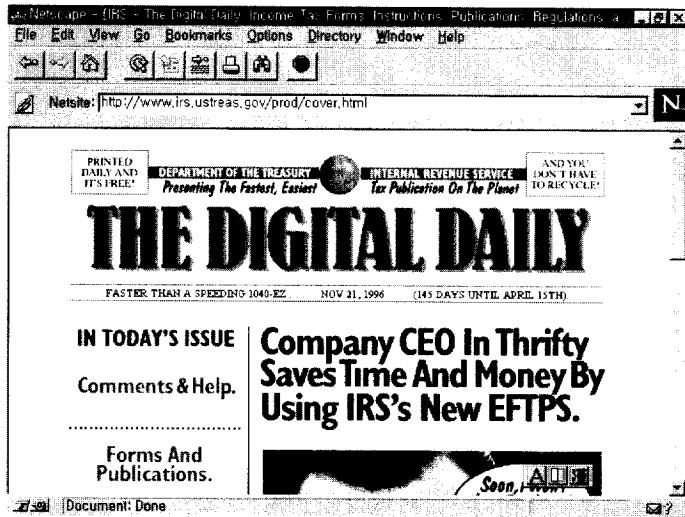 Netscape - [IRS - The Digital Daily, Income Tax Forms, Instructions, Publications, Regulations, a
File Edit View Go Bookmarks Options Directory Window Help
Netsite: http://www.irs.ustreas.gov/prod/cover.html
N
PRINTED
DAILY AND
IT'S FREE!
DEPARTMENT OF THE TREASURY
Presenting The Fastest, Easiest
INTERNAL REVENUE SERVICE
Tax Publication On The Planet
AND YOU
DON'T HAVE
TO RECYCLE!
THE DIGITAL DAILY
FASTER THAN A SPEEDING 1040-EZ NOV 21, 1996 (145 DAYS UNTIL APRIL 15TH)
IN TODAY'S ISSUE
Comments & Help.
Forms And
Publications.
Company CEO In Thrifty
Saves Time And Money By
Using IRS's New EFTPS.
Soon, I won't
Document: Done